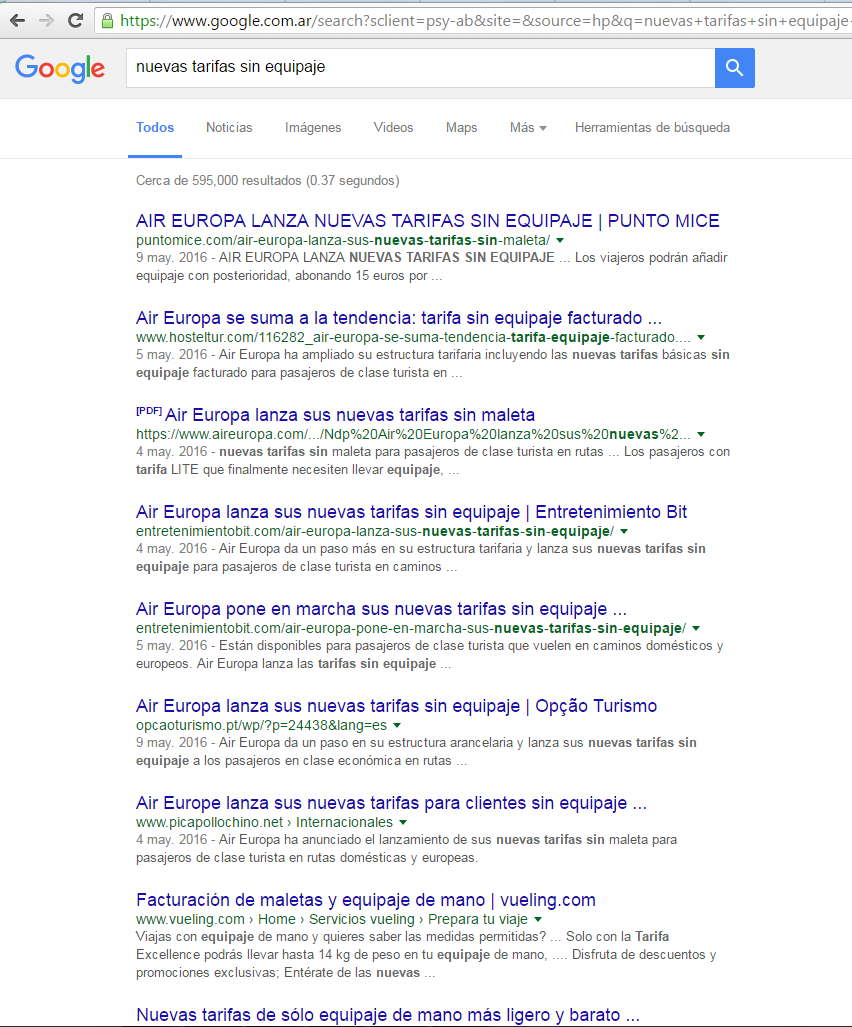 https://www.google.com.ar/search?sclient=psy-ab&site=&source=hp&q=nuevas+tarifas+sin+equipaje-
Google
nuevas tarifas sin equipaje
Todos Noticias Imágenes Videos Maps Más Herramientas de búsqueda
Cerca de 595,000 resultados (0.37 segundos)
AIR EUROPA LANZA NUEVAS TARIFAS SIN EQUIPAJE | PUNTO MICE
puntomice.com/air-europa-lanza-sus-nuevas-tarifas-sin-maleta/
9 may. 2016 - AIR EUROPA LANZA NUEVAS TARIFAS SIN EQUIPAJE ... Los viajeros podrán añadir
equipaje con posterioridad, abonando 15 euros por ...
Air Europa se suma a la tendencia: tarifa sin equipaje facturado ...
www.hosteltur.com/116282_air-europa-se-suma-tendencia-tarifa-equipaje-facturado....
5 may. 2016 - Air Europa ha ampliado su estructura tarifaria incluyendo las nuevas tarifas básicas sin
equipaje facturado para pasajeros de clase turista en ...
[PDF] Air Europa lanza sus nuevas tarifas sin maleta
https://www.aireuropa.com/.../Ndp%20Air%20Europa%20lanza%20sus%20nuevas%2...
4 may. 2016 - nuevas tarifas sin maleta para pasajeros de clase turista en rutas ... Los pasajeros con
tarifa LITE que finalmente necesiten llevar equipaje, ...
Air Europa lanza sus nuevas tarifas sin equipaje | Entretenimiento Bit
entretenimientobit.com/air-europa-lanza-sus-nuevas-tarifas-sin-equipaje/
4 may. 2016 - Air Europa da un paso más en su estructura tarifaria y lanza sus nuevas tarifas sin
equipaje para pasajeros de clase turista en caminos ...
Air Europa pone en marcha sus nuevas tarifas sin equipaje ...
entretenimientobit.com/air-europa-pone-en-marcha-sus-nuevas-tarifas-sin-equipaje/
5 may. 2016 - Están disponibles para pasajeros de clase turista que vuelen en caminos domésticos y
europeos. Air Europa lanza las tarifas sin equipaje ...
Air Europa lanza sus nuevas tarifas sin equipaje | Opção Turismo
opcaoturismo.pt/wp/?p=24438&lang=es
9 may. 2016 - Air Europa da un paso en su estructura arancelaria y lanza sus nuevas tarifas sin
equipaje a los pasajeros en clase económica en rutas ...
Air Europe lanza sus nuevas tarifas para clientes sin equipaje ...
www.picapollochino.net › Internacionales
4 may. 2016 - Air Europa ha anunciado el lanzamiento de sus nuevas tarifas sin maleta para
pasajeros de clase turista en rutas domésticas y europeas.
Facturación de maletas y equipaje de mano | vueling.com
www.vueling.com › Home › Servicios vueling › Prepara tu viaje
Viajas con equipaje de mano y quieres saber las medidas permitidas? ... Solo con la Tarifa
Excellence podrás llevar hasta 14 kg de peso en tu equipaje de mano, .... Disfruta de descuentos y
promociones exclusivas; Entérate de las nuevas ...
Nuevas tarifas de sólo equipaje de mano más ligero y barato ...